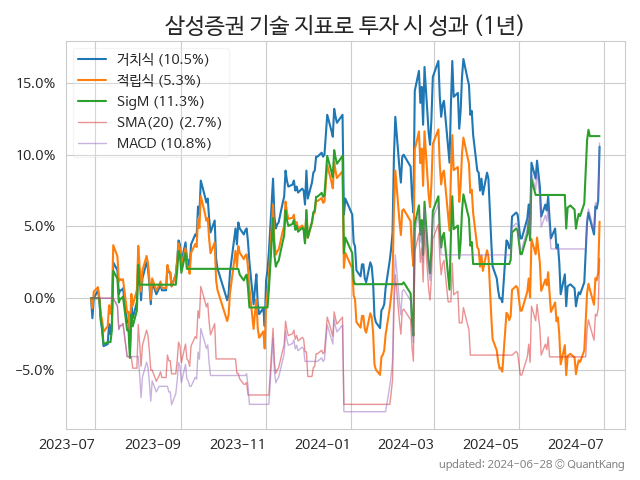 삼성증권 기술 지표로 투자 시 성과 (1년)
거치식 (10.5%)
적립식 (5.3%)
SigM (11.3%)
SMA(20) (2.7%)
MACD (10.8%)
15.0%
10.0%
5.0%
0.0%
−5.0%
2023-07 2023-09 2023-11 2024-01 2024-03 2024-05 2024-07
updated: 2024-06-28 © QuantKang